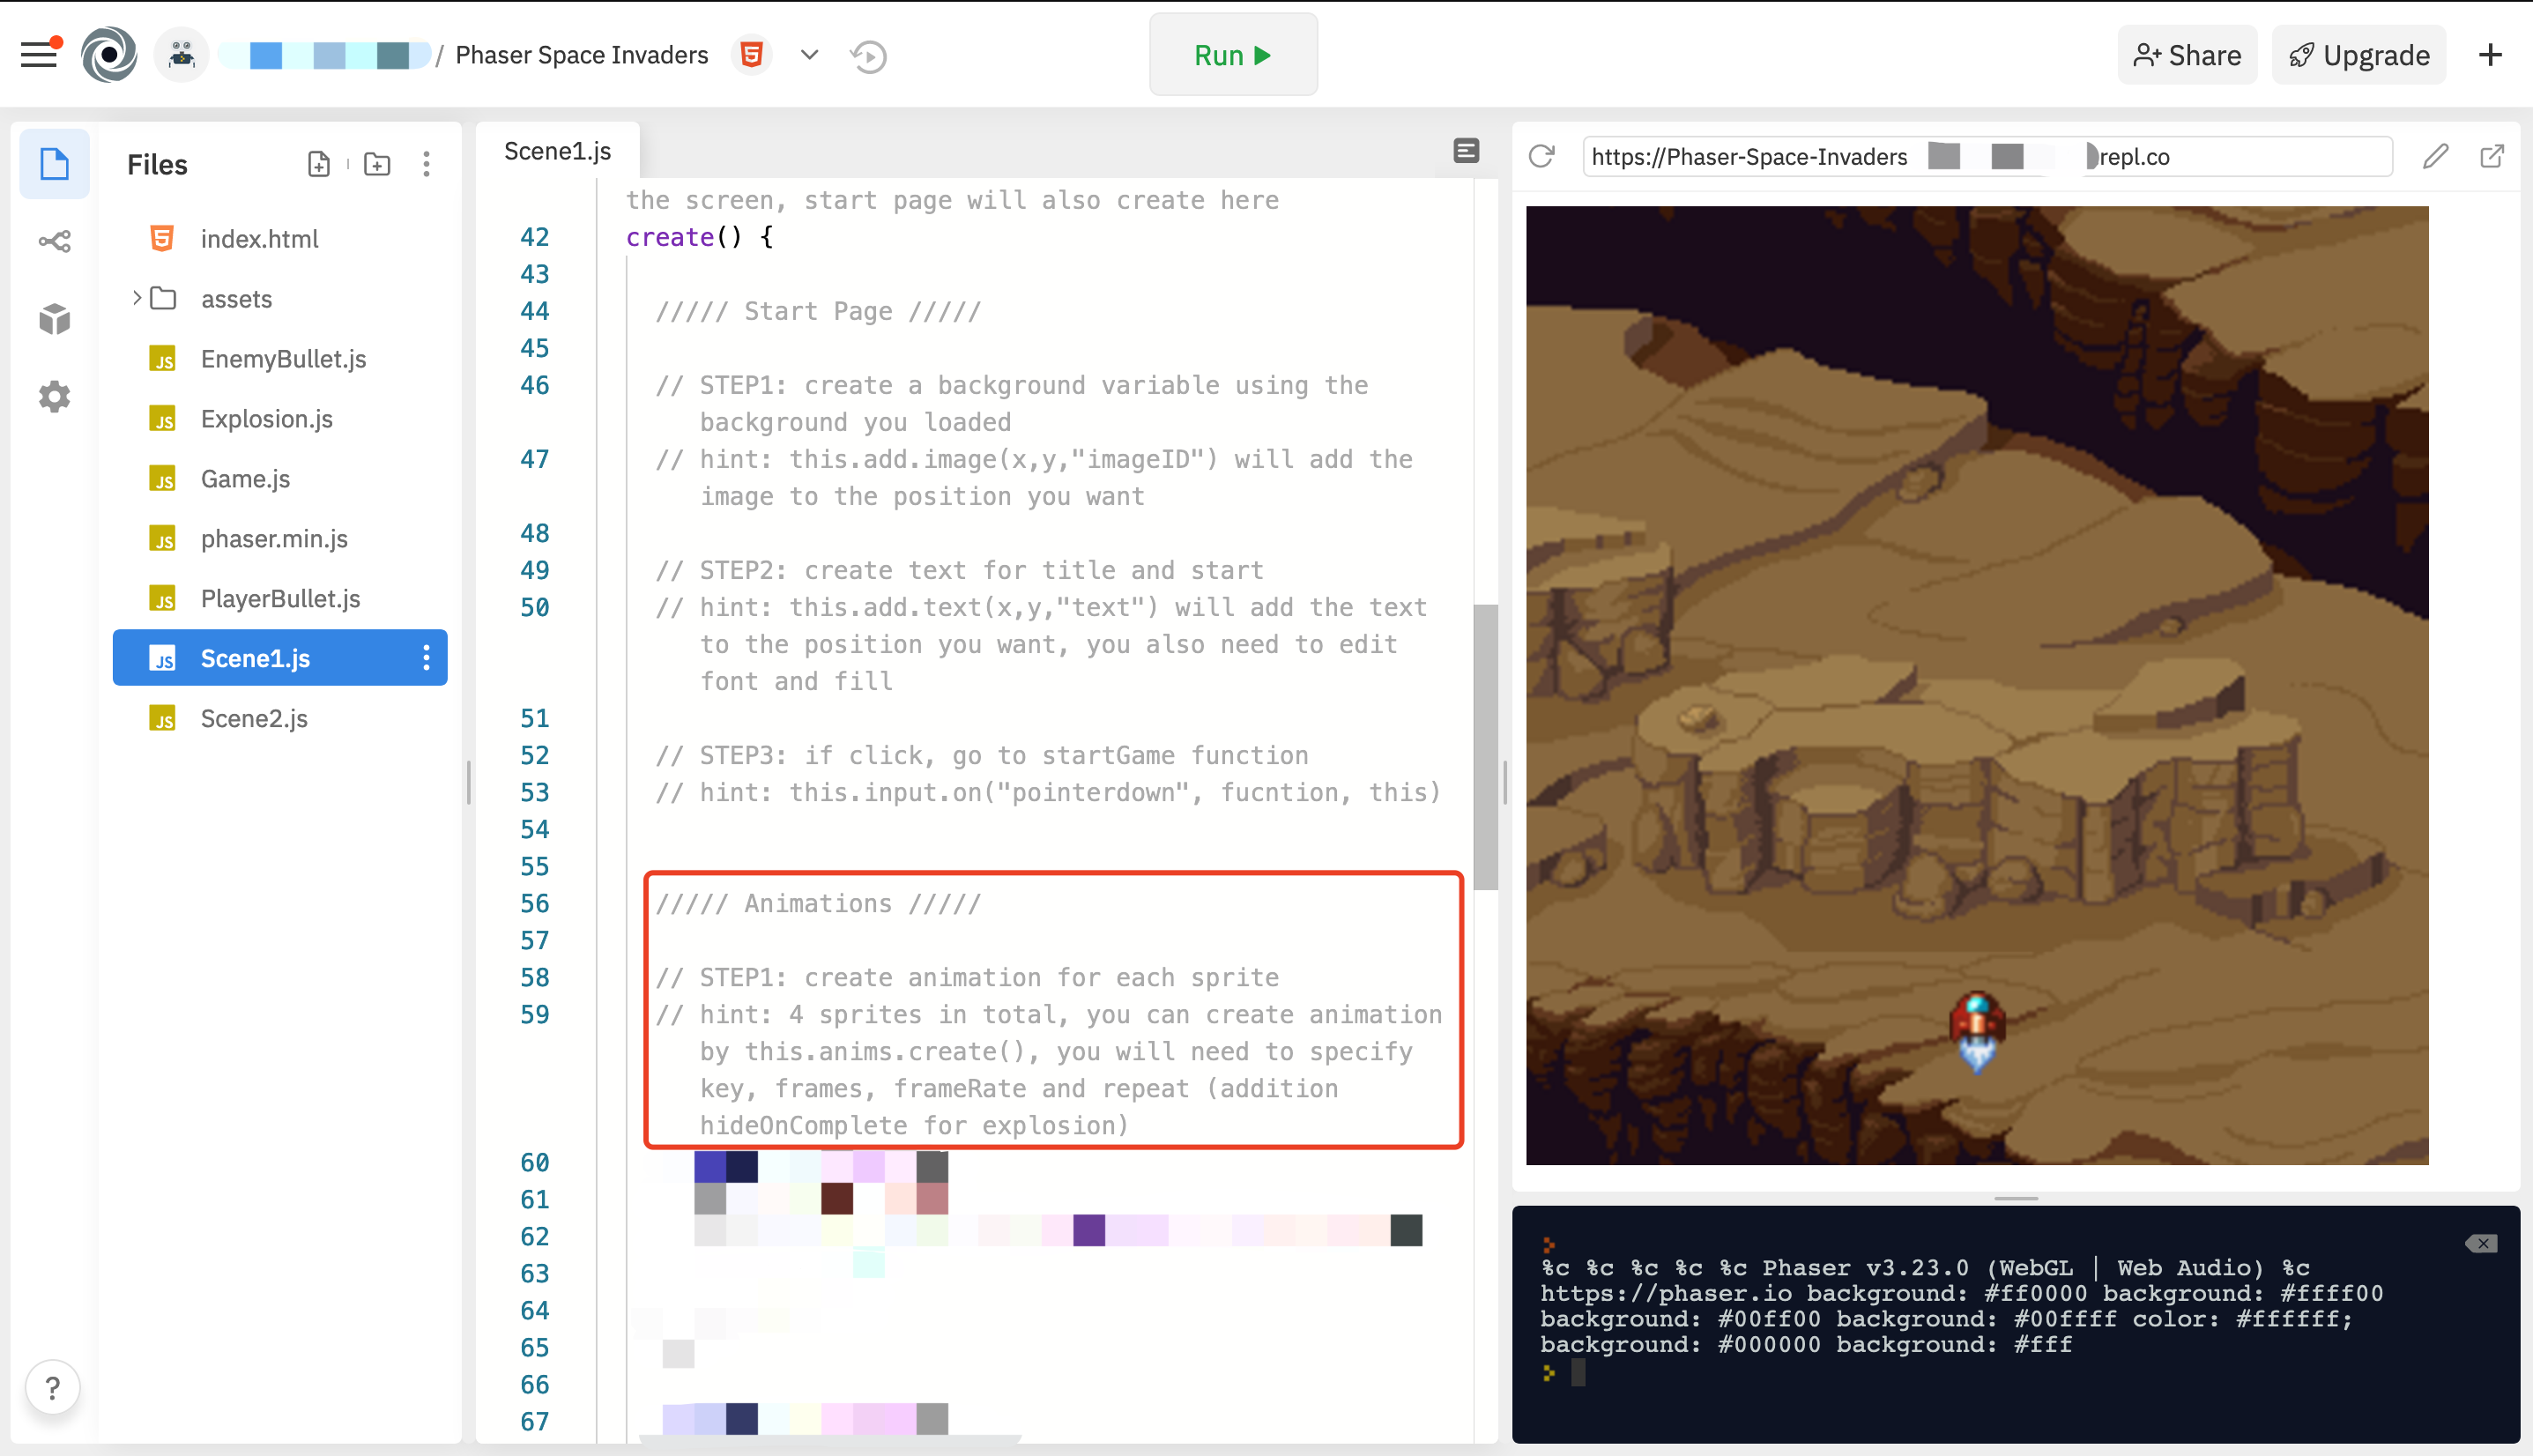 / Phaser Space Invaders
Run
Share
Upgrade
Files
index.html
assets
EnemyBullet.js
Explosion.js
Game.js
phaser.min.js
PlayerBullet.js
Scene1.js
Scene2.js
?
Scene1.js
the screen, start page will also create here
42 create() {
43
44 ///// Start Page /////
45
46 // STEP1: create a background variable using the
background you loaded
47 // hint: this.add.image(x,y,"imageID") will add the
image to the position you want
48
49 // STEP2: create text for title and start
50 // hint: this.add.text(x,y,"text") will add the text
to the position you want, you also need to edit
font and fill
51
52 // STEP3: if click, go to startGame function
53 // hint: this.input.on("pointerdown", fucntion, this)
54
55
56 ///// Animations /////
57
58 // STEP1: create animation for each sprite
59 // hint: 4 sprites in total, you can create animation
by this.anims.create(), you will need to specify
key, frames, frameRate and repeat (addition
hideOnComplete for explosion)
60
61
62
63
64
65
66
67
https://Phaser-Space-Invaders
repl.co
%c %c %c %c %c Phaser v3.23.0 (WebGL | Web Audio) %c
https://phaser.io background: #ff0000 background: #ffff00
background: #00ff00 background: #00ffff color: #ffffff;
background: #000000 background: #fff